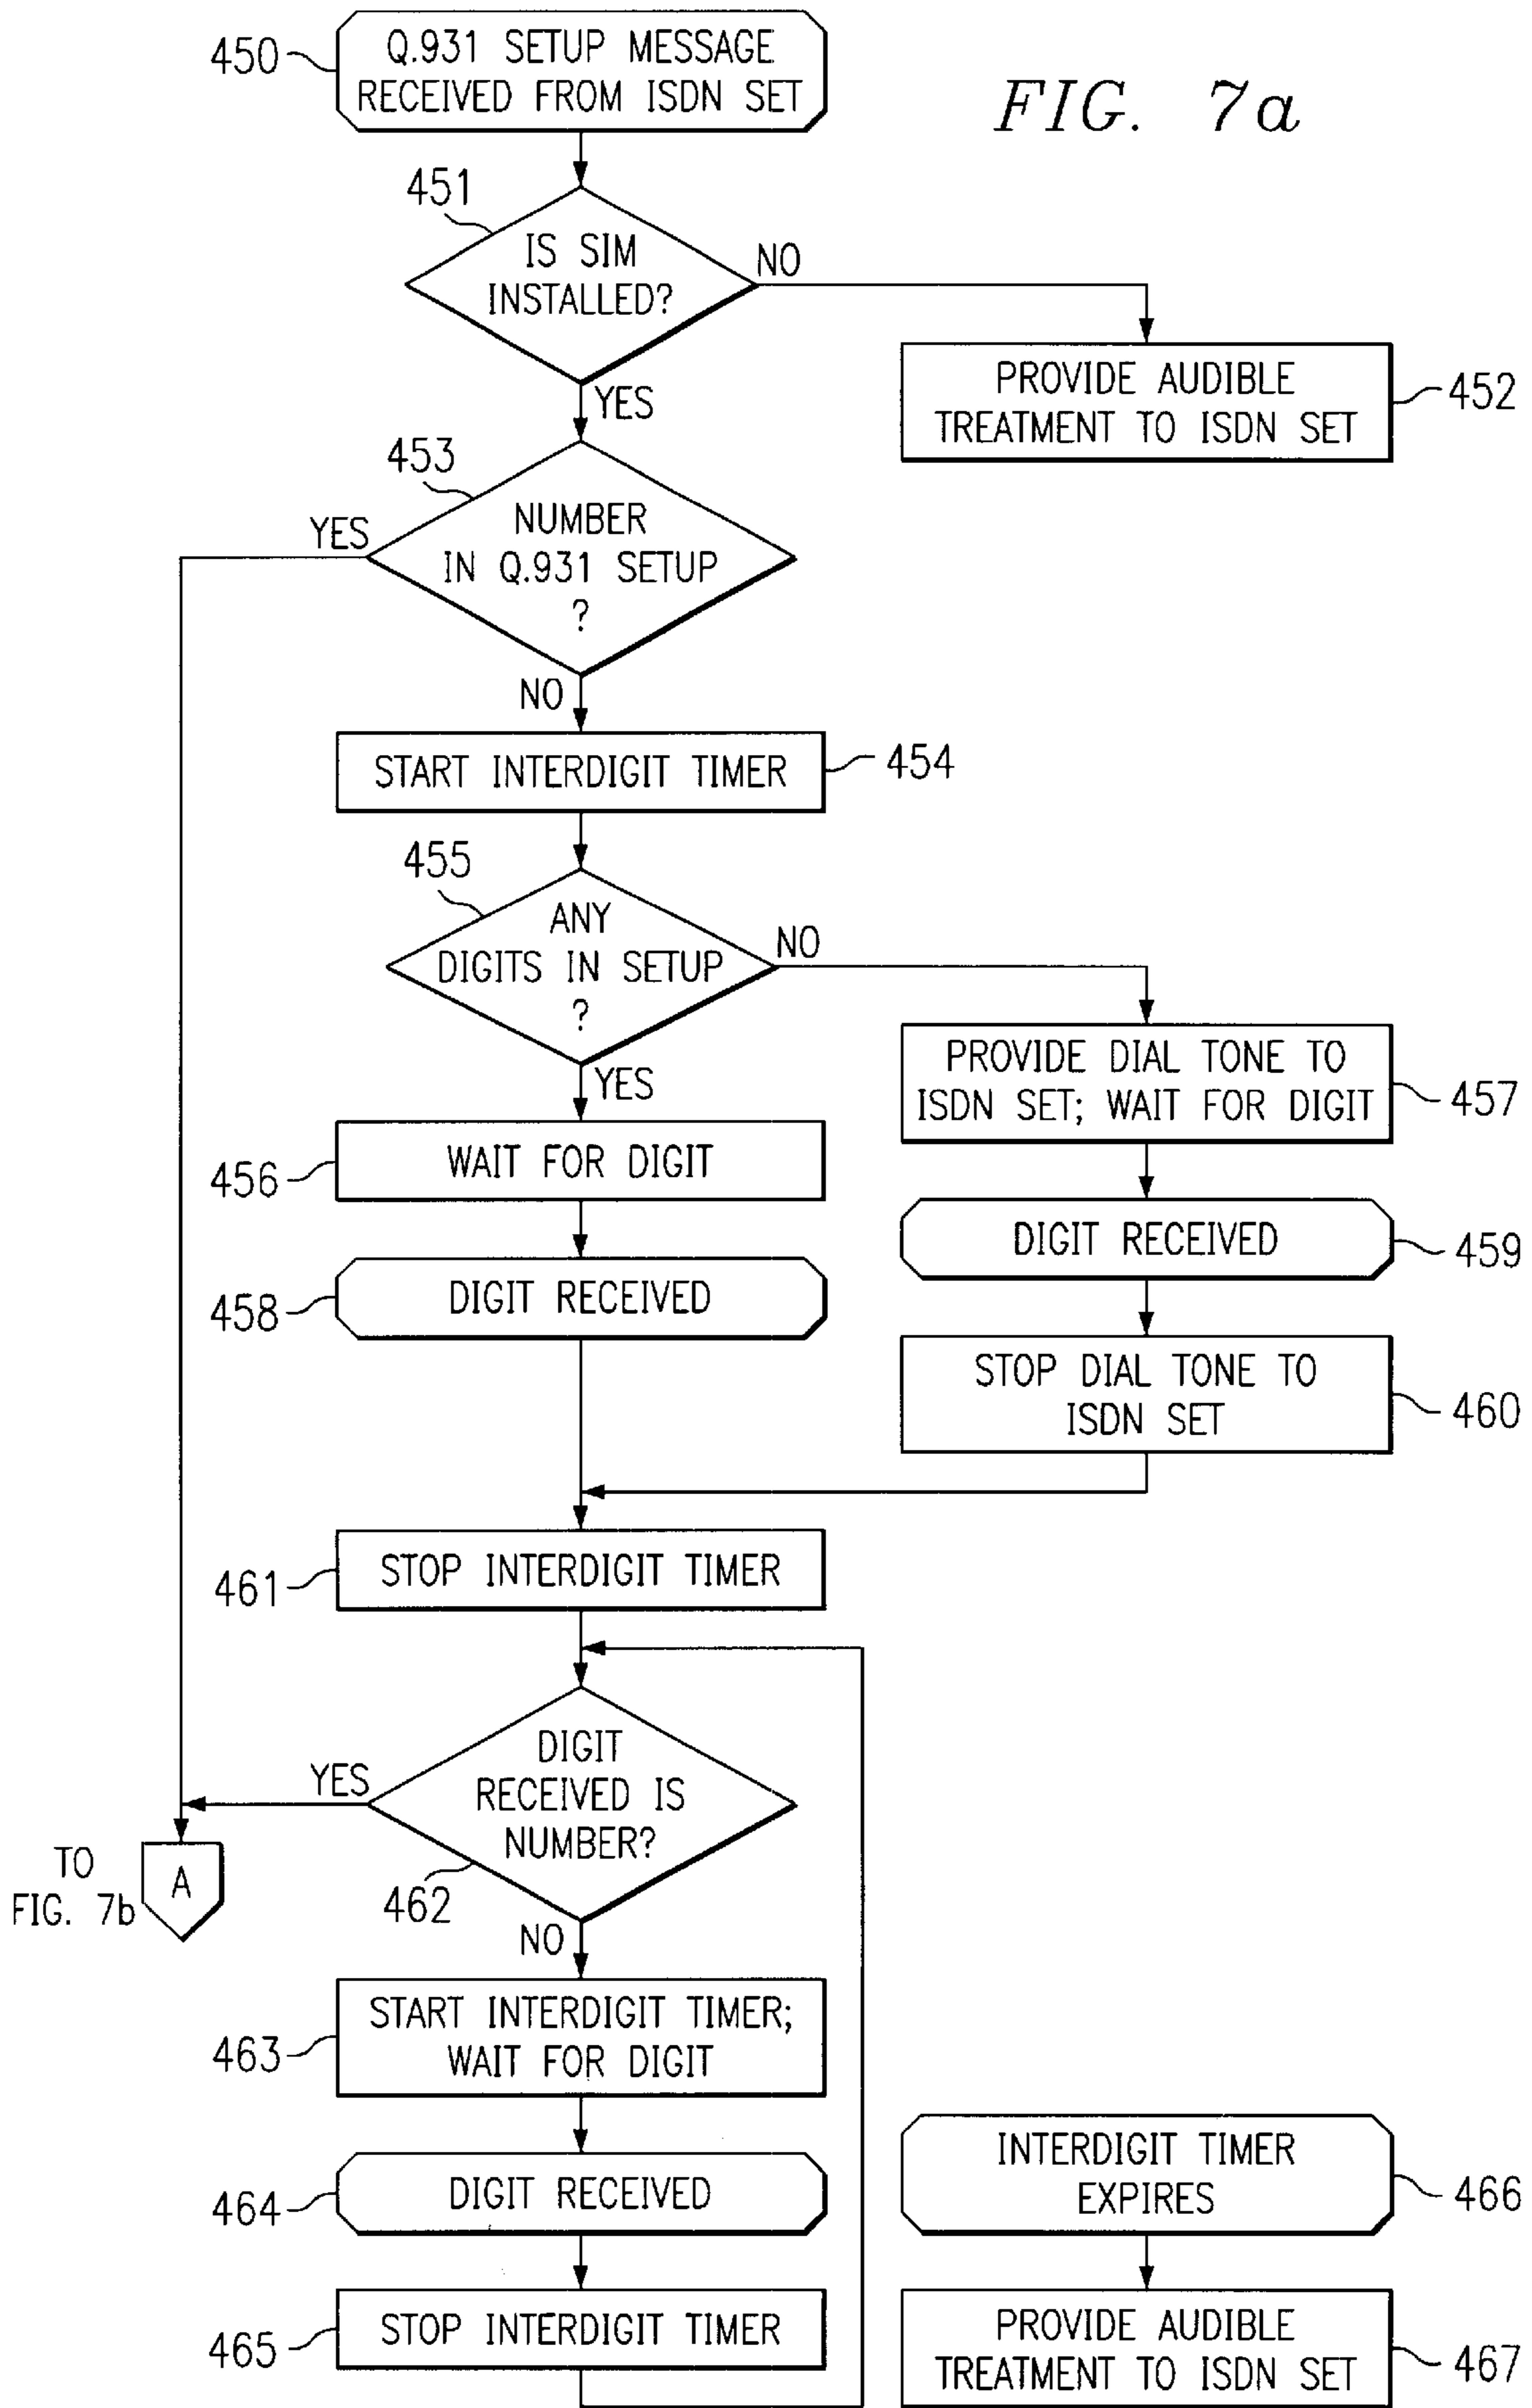 FIG. 7a
450
Q.931 SETUP MESSAGE
RECEIVED FROM ISDN SET
451
IS SIM
INSTALLED?
NO
YES
PROVIDE AUDIBLE
TREATMENT TO ISDN SET
452
453
NUMBER
IN Q.931 SETUP
?
YES
NO
START INTERDIGIT TIMER
454
455
ANY
DIGITS IN SETUP
?
NO
YES
PROVIDE DIAL TONE TO
ISDN SET; WAIT FOR DIGIT
457
456
WAIT FOR DIGIT
DIGIT RECEIVED
459
458
DIGIT RECEIVED
STOP DIAL TONE TO
ISDN SET
460
461
STOP INTERDIGIT TIMER
DIGIT
RECEIVED IS
NUMBER?
YES
462
NO
TO
FIG. 7b
A
463
START INTERDIGIT TIMER;
WAIT FOR DIGIT
464
DIGIT RECEIVED
465
STOP INTERDIGIT TIMER
INTERDIGIT TIMER
EXPIRES
466
PROVIDE AUDIBLE
TREATMENT TO ISDN SET
467